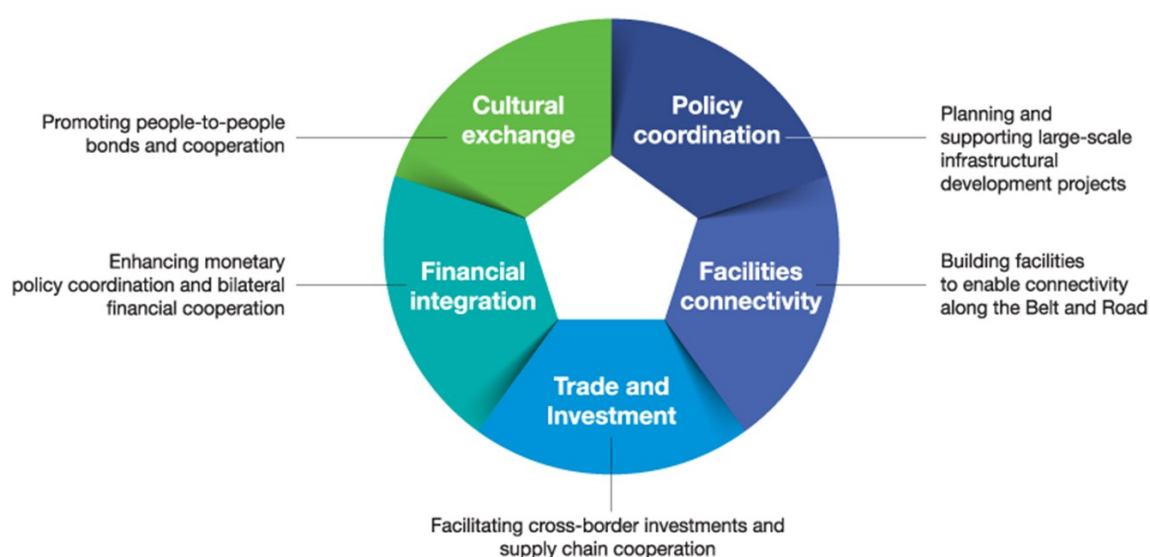 Cultural
exchange
Policy
coordination
Promoting people-to-people
bonds and cooperation
Planning and
supporting large-scale
infrastructural
development projects
Financial
integration
Facilities
connectivity
Enhancing monetary
policy coordination and bilateral
financial cooperation
Building facilities
to enable connectivity
along the Belt and Road
Trade and
Investment
Facilitating cross-border investments and
supply chain cooperation